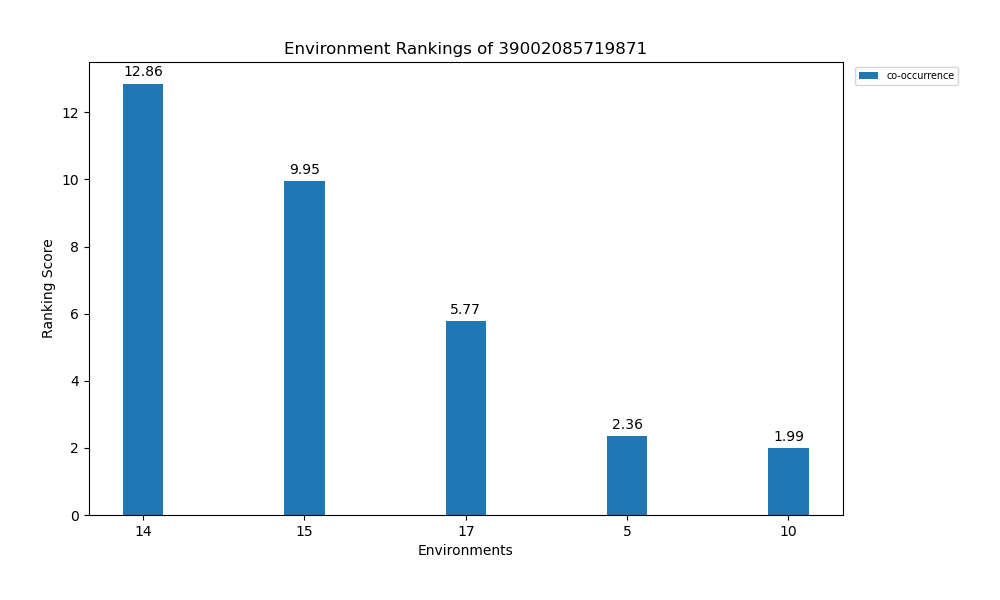 Environment Rankings of 39002085719871
co-occurrence
12.86
9.95
5.77
2.36
1.99
Ranking Score
12
10
8
6
4
2
0
14 15 17 5 10
Environments